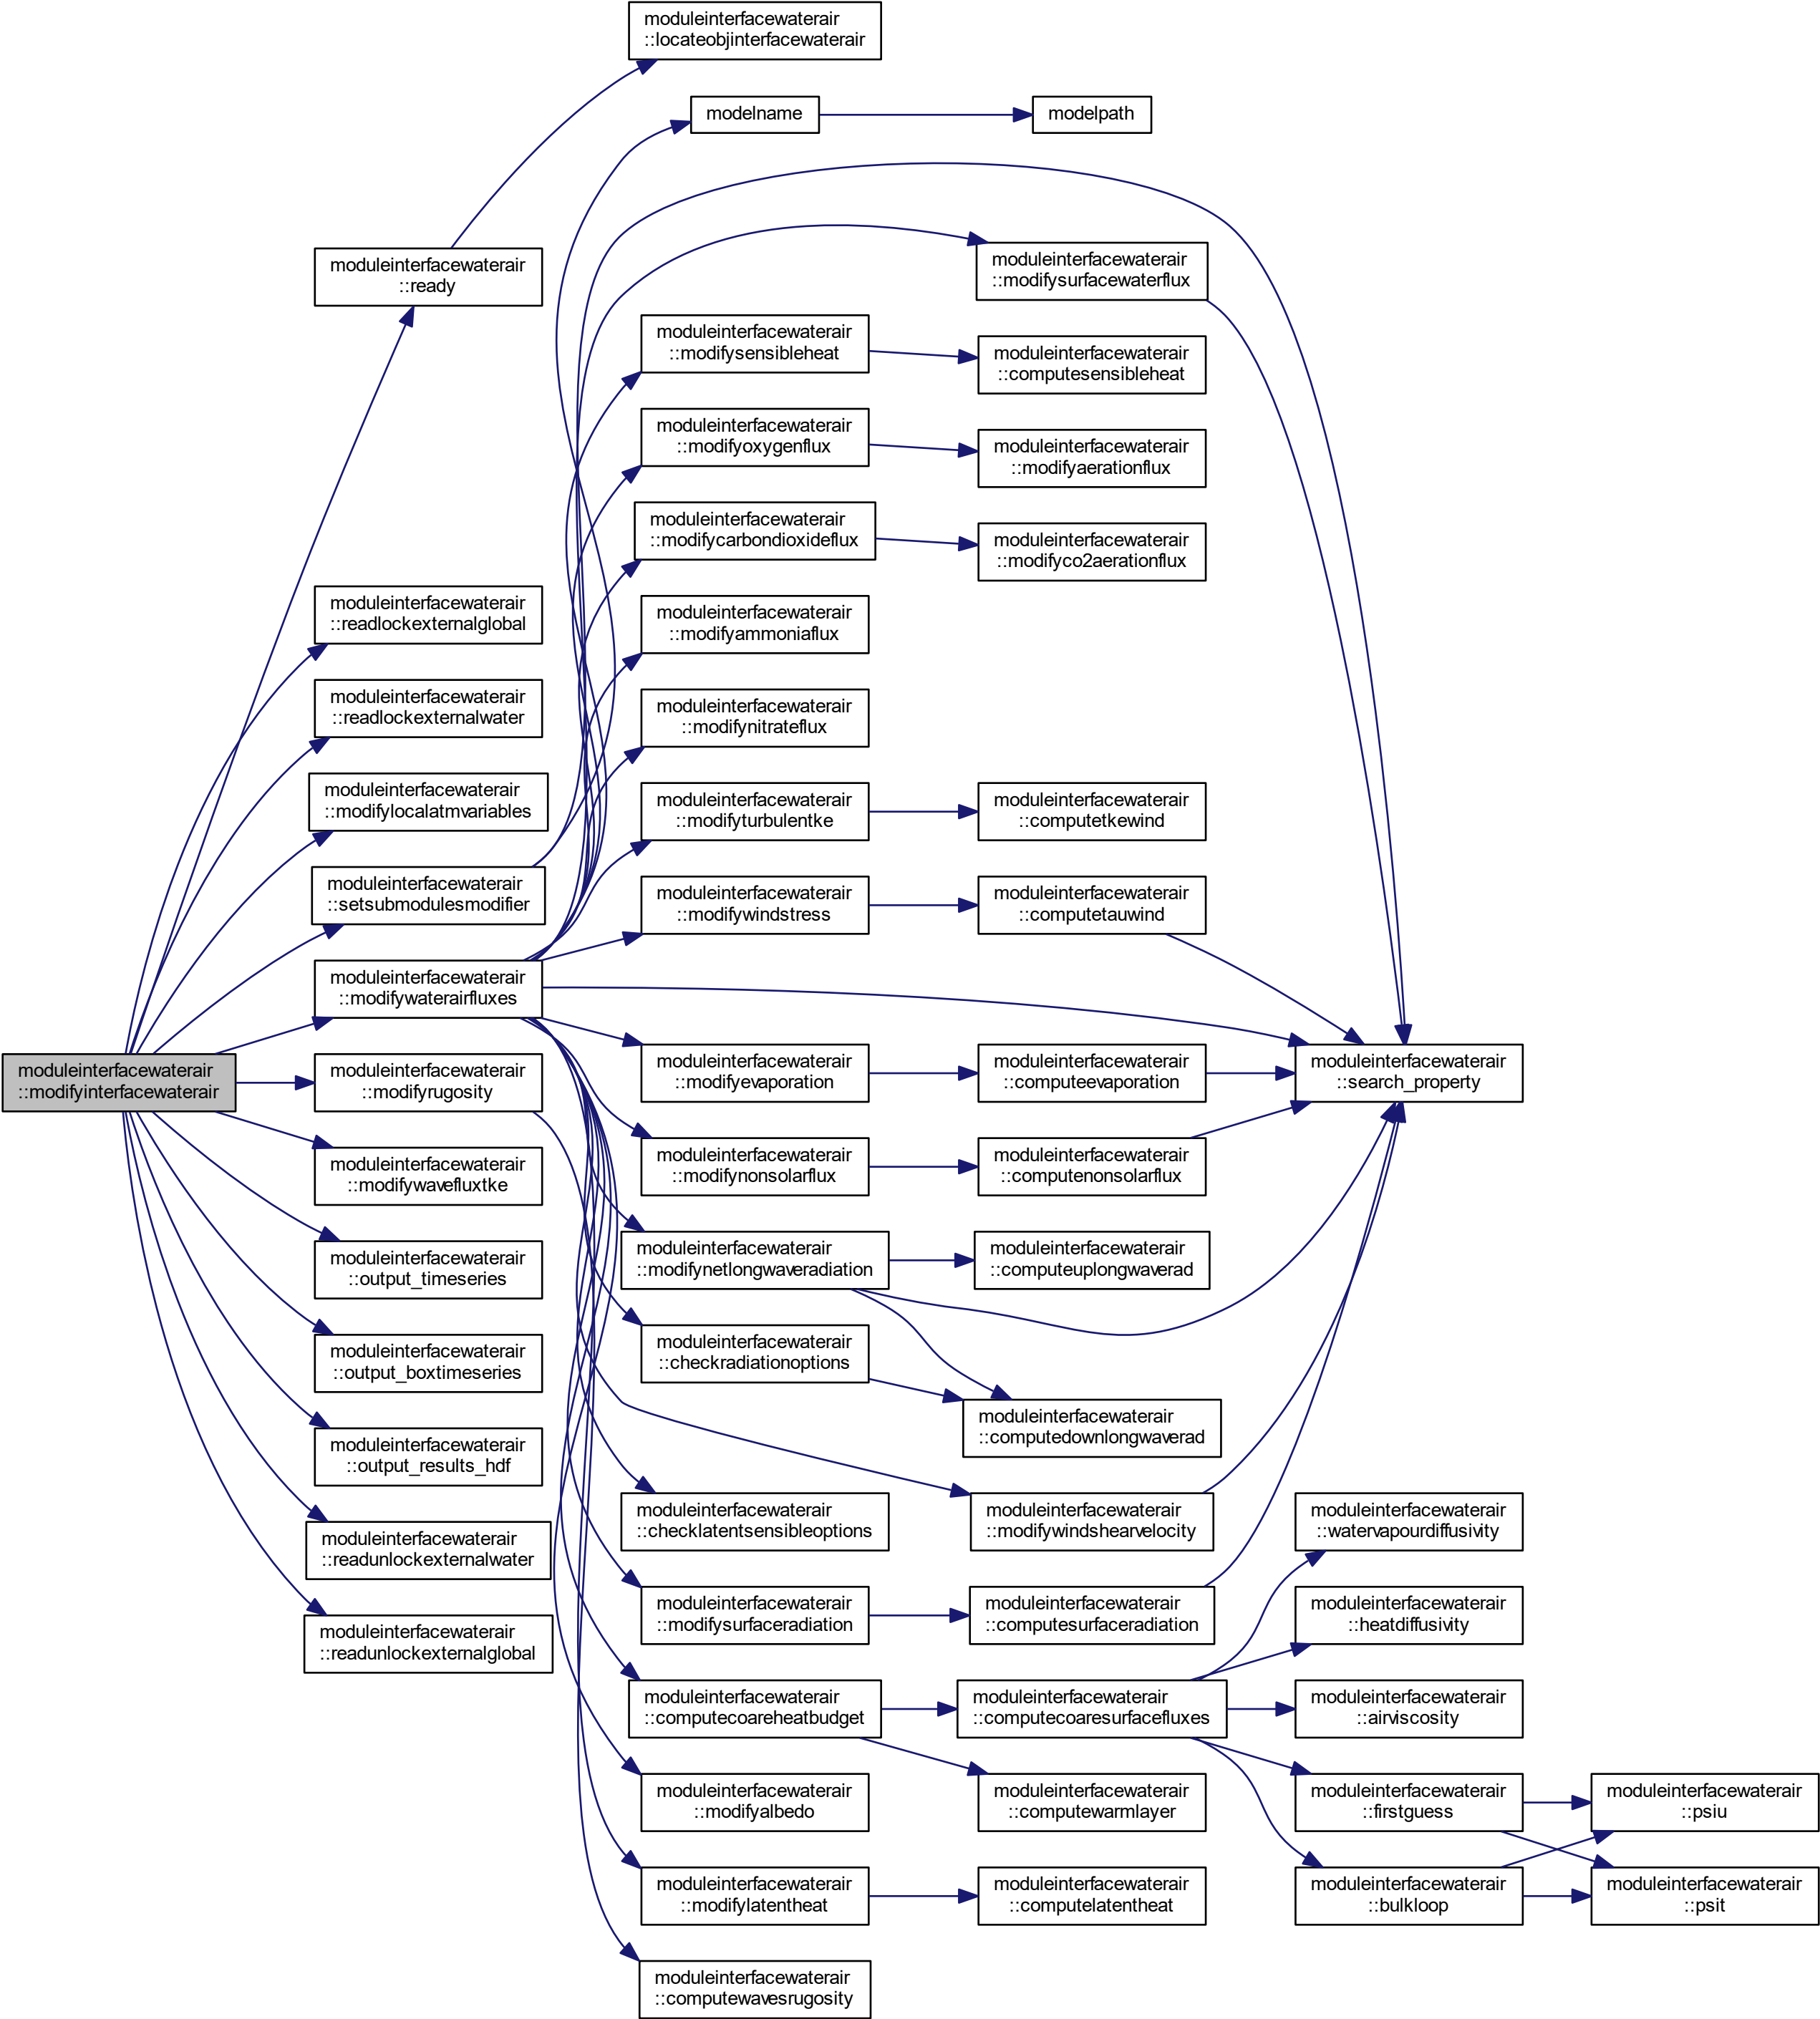 moduleinterfacewaterair
::locateobjinterfacewaterair
modelname
modelpath
moduleinterfacewaterair
::ready
moduleinterfacewaterair
::modifysurfacewaterflux
moduleinterfacewaterair
::modifysensibleheat
moduleinterfacewaterair
::computesensibleheat
moduleinterfacewaterair
::modifyoxygenflux
moduleinterfacewaterair
::modifyaerationflux
moduleinterfacewaterair
::modifycarbondioxideflux
moduleinterfacewaterair
::modifyco2aerationflux
moduleinterfacewaterair
::readlockexternalglobal
moduleinterfacewaterair
::modifyammoniaflux
moduleinterfacewaterair
::readlockexternalwater
moduleinterfacewaterair
::modifynitrateflux
moduleinterfacewaterair
::modifylocalatmvariables
moduleinterfacewaterair
::modifyturbulentke
moduleinterfacewaterair
::computetkewind
moduleinterfacewaterair
::setsubmodulesmodifier
moduleinterfacewaterair
::modifywindstress
moduleinterfacewaterair
::computetauwind
moduleinterfacewaterair
::modifywaterairfluxes
moduleinterfacewaterair
::modifyinterfacewaterair
moduleinterfacewaterair
::modifyrugosity
moduleinterfacewaterair
::modifyevaporation
moduleinterfacewaterair
::computeevaporation
moduleinterfacewaterair
::search_property
moduleinterfacewaterair
::modifywavefluxtke
moduleinterfacewaterair
::modifynonsolarflux
moduleinterfacewaterair
::computenonsolarflux
moduleinterfacewaterair
::output_timeseries
moduleinterfacewaterair
::modifynetlongwaveradiation
moduleinterfacewaterair
::computeuplongwaverad
moduleinterfacewaterair
::output_boxtimeseries
moduleinterfacewaterair
::checkradiationoptions
moduleinterfacewaterair
::computedownlongwaverad
moduleinterfacewaterair
::output_results_hdf
moduleinterfacewaterair
::readunlockexternalwater
moduleinterfacewaterair
::checklatentsensibleoptions
moduleinterfacewaterair
::modifywindshearvelocity
moduleinterfacewaterair
::watervapourdiffusivity
moduleinterfacewaterair
::readunlockexternalglobal
moduleinterfacewaterair
::modifysurfaceradiation
moduleinterfacewaterair
::computesurfaceradiation
moduleinterfacewaterair
::heatdiffusivity
moduleinterfacewaterair
::computecoareheatbudget
moduleinterfacewaterair
::computecoaresurfacefluxes
moduleinterfacewaterair
::airviscosity
moduleinterfacewaterair
::modifyalbedo
moduleinterfacewaterair
::computewarmlayer
moduleinterfacewaterair
::firstguess
moduleinterfacewaterair
::psiu
moduleinterfacewaterair
::modifylatentheat
moduleinterfacewaterair
::computelatentheat
moduleinterfacewaterair
::bulkloop
moduleinterfacewaterair
::psit
moduleinterfacewaterair
::computewavesrugosity